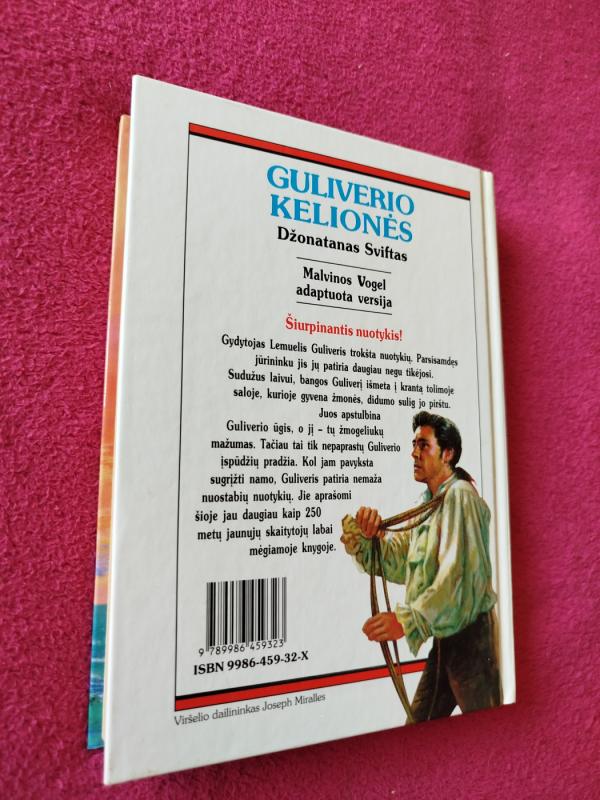 GULIVERIO
KELIONĖS
Džonatanas Sviftas
Malvinos Vogel
adaptuota versija
Šiurpinantis nuotykis!
Gydytojas Lemuelis Guliveris trokšta nuotykių. Parsisamdęs
jūrininku jis jų patiria daugiau negu tikėjosi.
Sudužus laivui, bangos Guliverį išmeta į krantą tolimoje
saloje, kurioje gyvena žmonės, didumo sulig jo pirštu.
Juos apstulbina
Guliverio ūgis, o jį – tų žmogeliukų
mažumas. Tačiau tai tik nepaprastų Guliverio
įspūdžių pradžia. Kol jam pavyksta
sugrįžti namo, Guliveris patiria nemaža
nuostabių nuotykių. Jie aprašomi
šioje jau daugiau kaip 250
metų jaunųjų skaitytojų labai
mėgiamoje knygoje.
9 789986 459323
ISBN 9986-459-32-X
Viršelio dailininkas Joseph Miralles